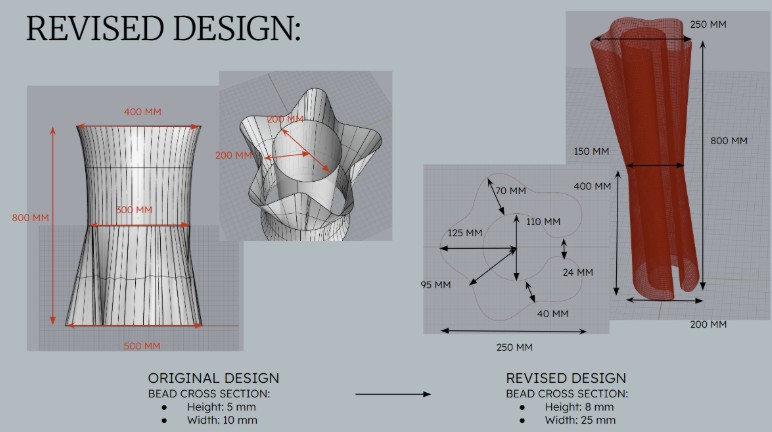 REVISED DESIGN:
400 MM
800 MM
500 MM
500 MM
200 MM
200 MM
250 MM
150 MM
800 MM
400 MM
200 MM
70 MM
110 MM
125 MM
24 MM
95 MM
40 MM
250 MM
ORIGINAL DESIGN
BEAD CROSS SECTION:
● Height: 5 mm
● Width: 10 mm
REVISED DESIGN
BEAD CROSS SECTION:
● Height: 8 mm
● Width: 25 mm